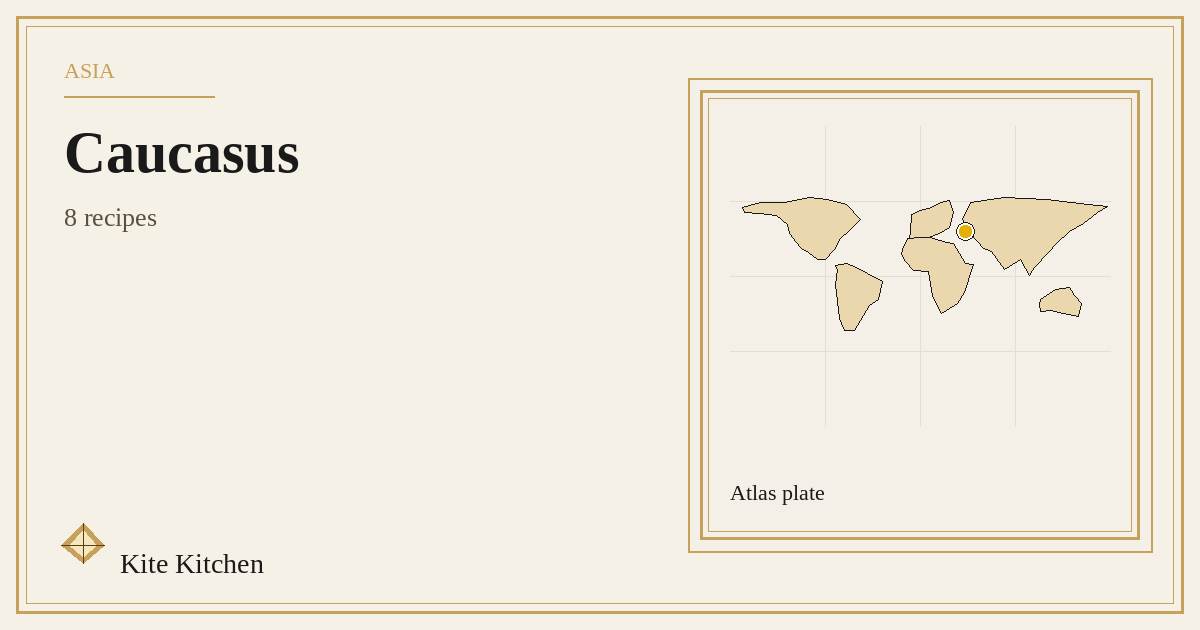 ASIA
Caucasus
8 recipes
Atlas plate
Kite Kitchen